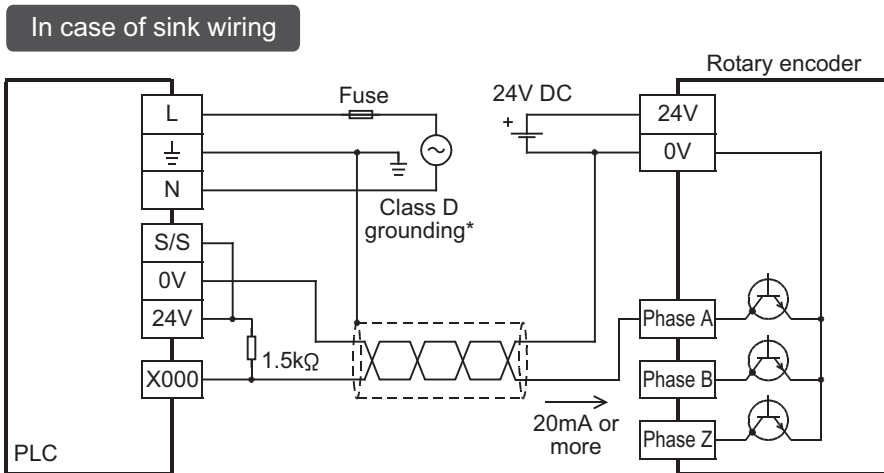 In case of sink wiring
Rotary encoder
L
Fuse
24V DC
+
24V
0V
N
Class D
grounding*
S/S
0V
24V
1.5kΩ
Phase A
X000
Phase B
20mA or
more
Phase Z
PLC